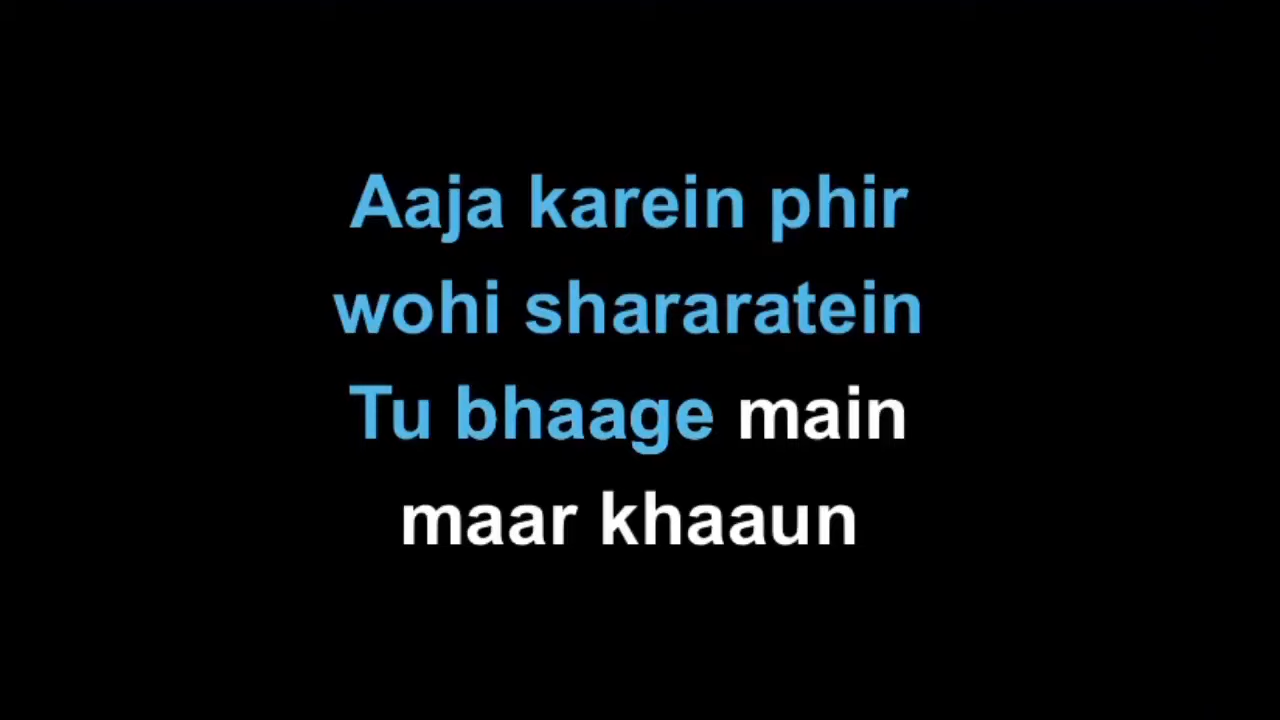 Aaja karein phir
wohi shararatein
Tu bhaage main
maar khaaun